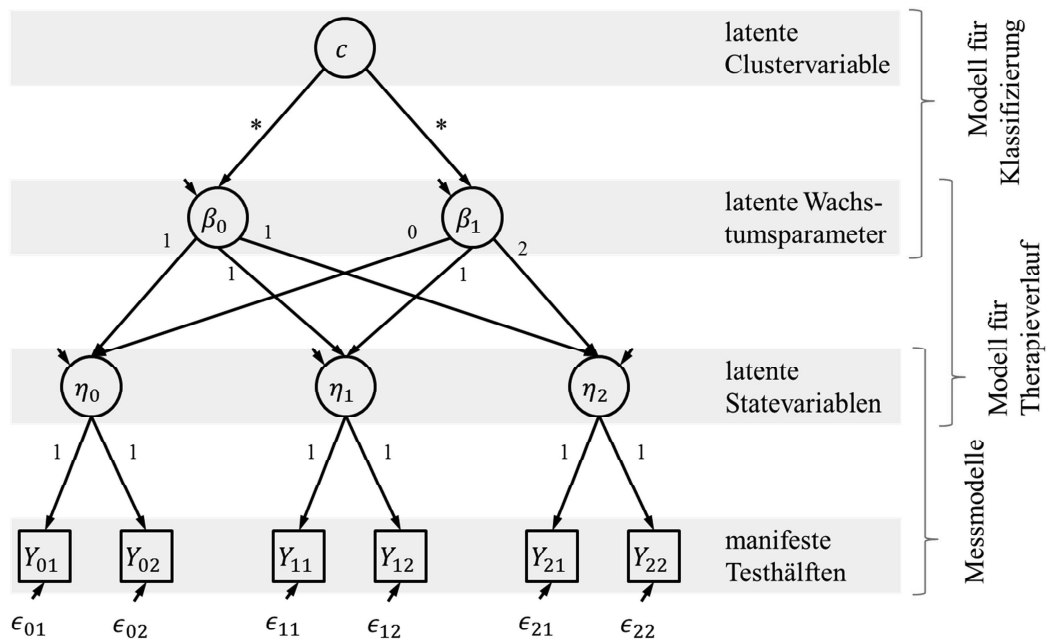 c
latente
Clustervariable
Modell für
Klassifizierung
* *
β₀ β₁
latente Wachs-
tumsparameter
1 1 0 2
1 1
Modell für
Therapieverlauf
η₀ η₁ η₂
latente
Statevariablen
1 1 1 1 1 1
Messmodelle
Y₀₁ Y₀₂ Y₁₁ Y₁₂ Y₂₁ Y₂₂
manifeste
Testhälften
ϵ₀₁ ϵ₀₂ ϵ₁₁ ϵ₁₂ ϵ₂₁ ϵ₂₂